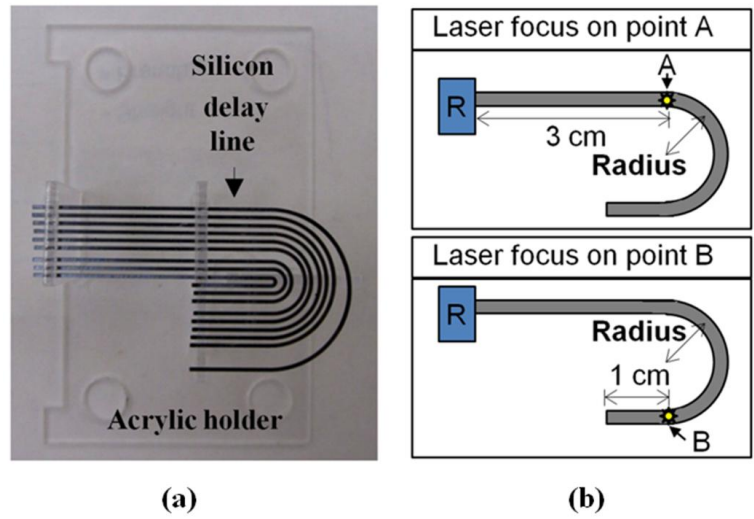 Silicon
delay
line
Acrylic holder
(a)
Laser focus on point A
A
R
3 cm
Radius
Laser focus on point B
R
Radius
1 cm
B
(b)